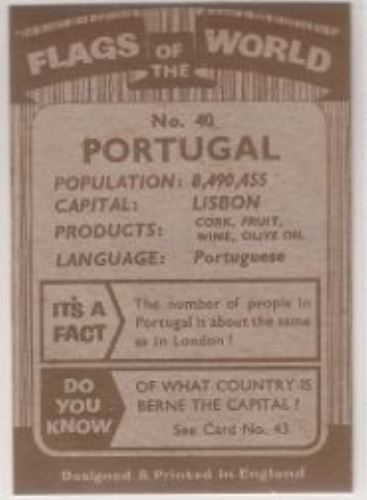 FLAGS OF THE WORLD
No. 40
PORTUGAL
POPULATION: 8,490,455
CAPITAL: LISBON
PRODUCTS: CORK, FRUIT,
WINE, OLIVE OIL
LANGUAGE: Portuguese
IT'S A
FACT
The number of people in
Portugal is about the same
as in London!
DO
YOU
KNOW
OF WHAT COUNTRY IS
BERNE THE CAPITAL?
See Card No. 43
Designed & Printed in England